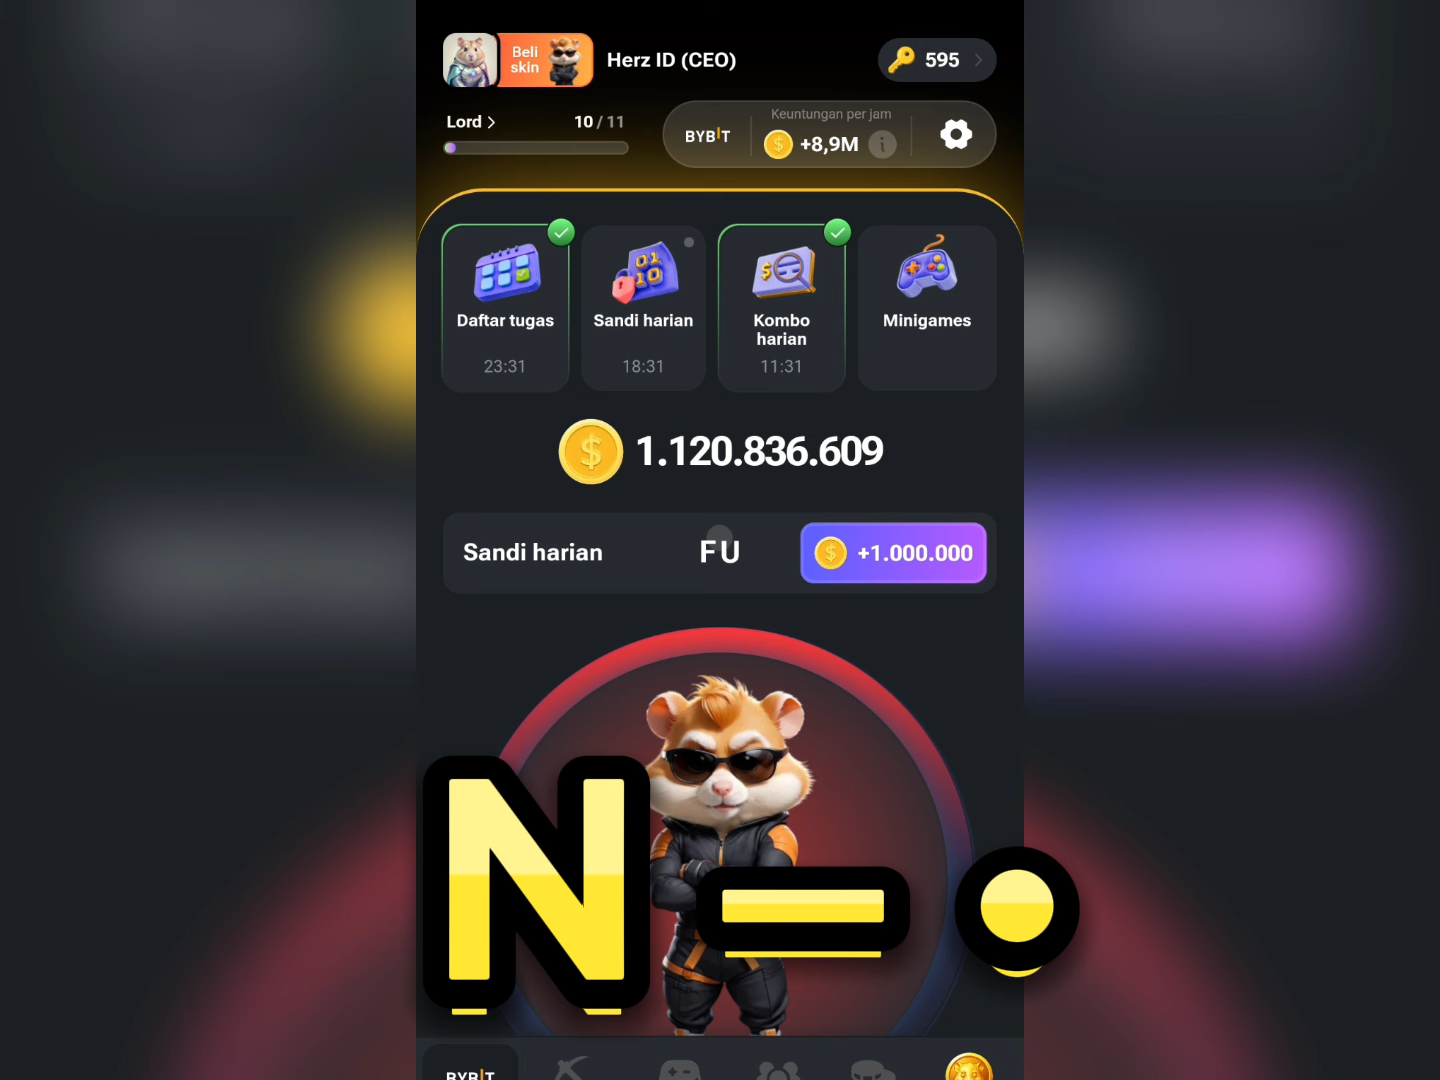 Beli skin
Herz ID (CEO)
595
Lord
10 / 11
BYBIT
Keuntungan per jam
+8,9M
Daftar tugas
23:31
Sandi harian
18:31
Kombo harian
11:31
Minigames
1.120.836.609
Sandi harian
FU
+1.000.000
N — •
BYBIT